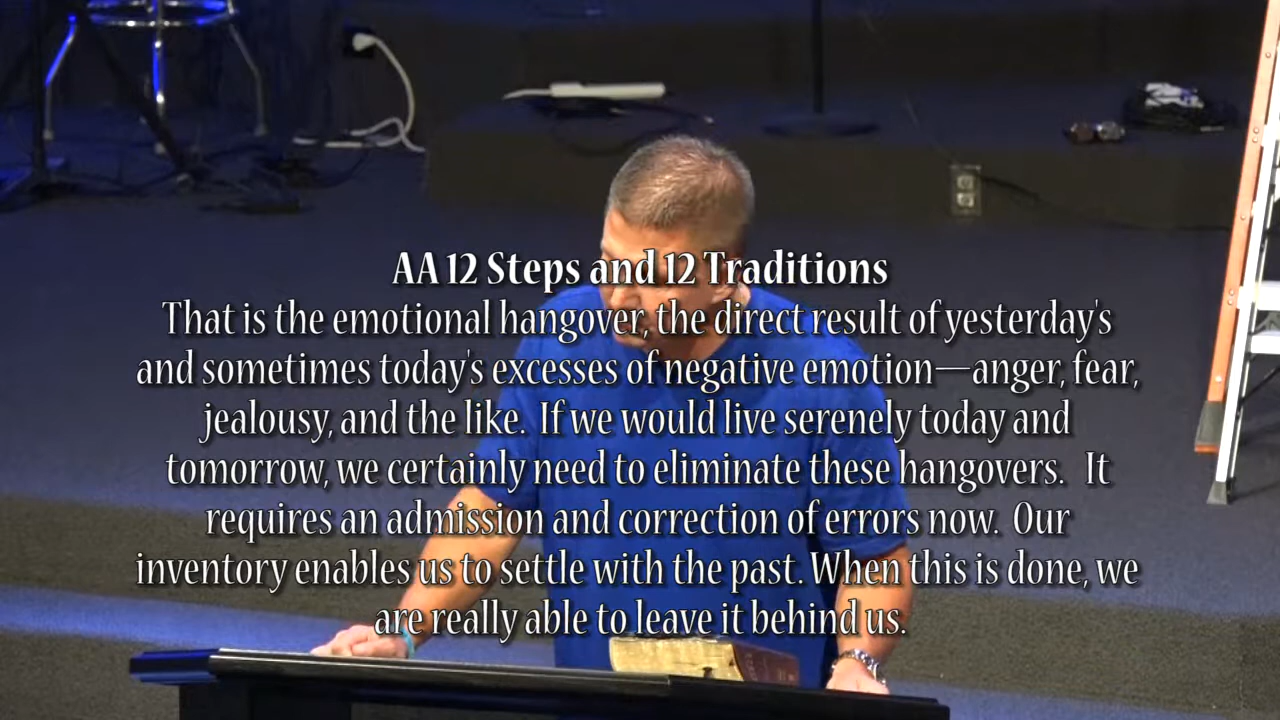 AA 12 Steps and 12 Traditions
That is the emotional hangover, the direct result of yesterday's
and sometimes today's excesses of negative emotion—anger, fear,
jealousy, and the like.  If we would live serenely today and
tomorrow, we certainly need to eliminate these hangovers.   It
requires an admission and correction of errors now.  Our
inventory enables us to settle with the past. When this is done, we
are really able to leave it behind us.